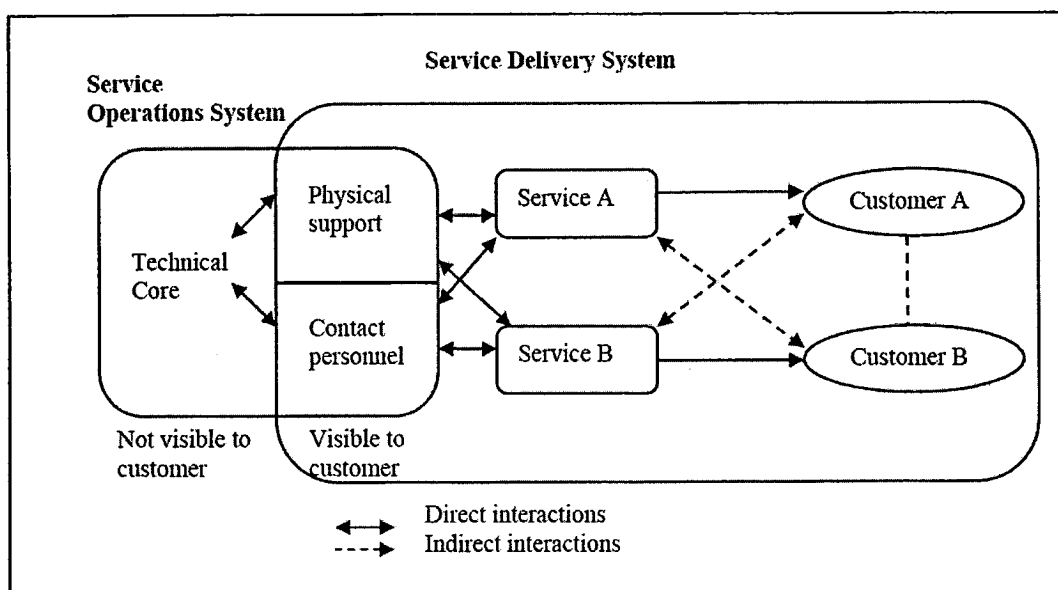 Service Delivery System
Service
Operations System
Physical
support
Service A
Customer A
Technical
Core
Contact
personnel
Service B
Customer B
Not visible to
customer
Visible to
customer
Direct interactions
Indirect interactions